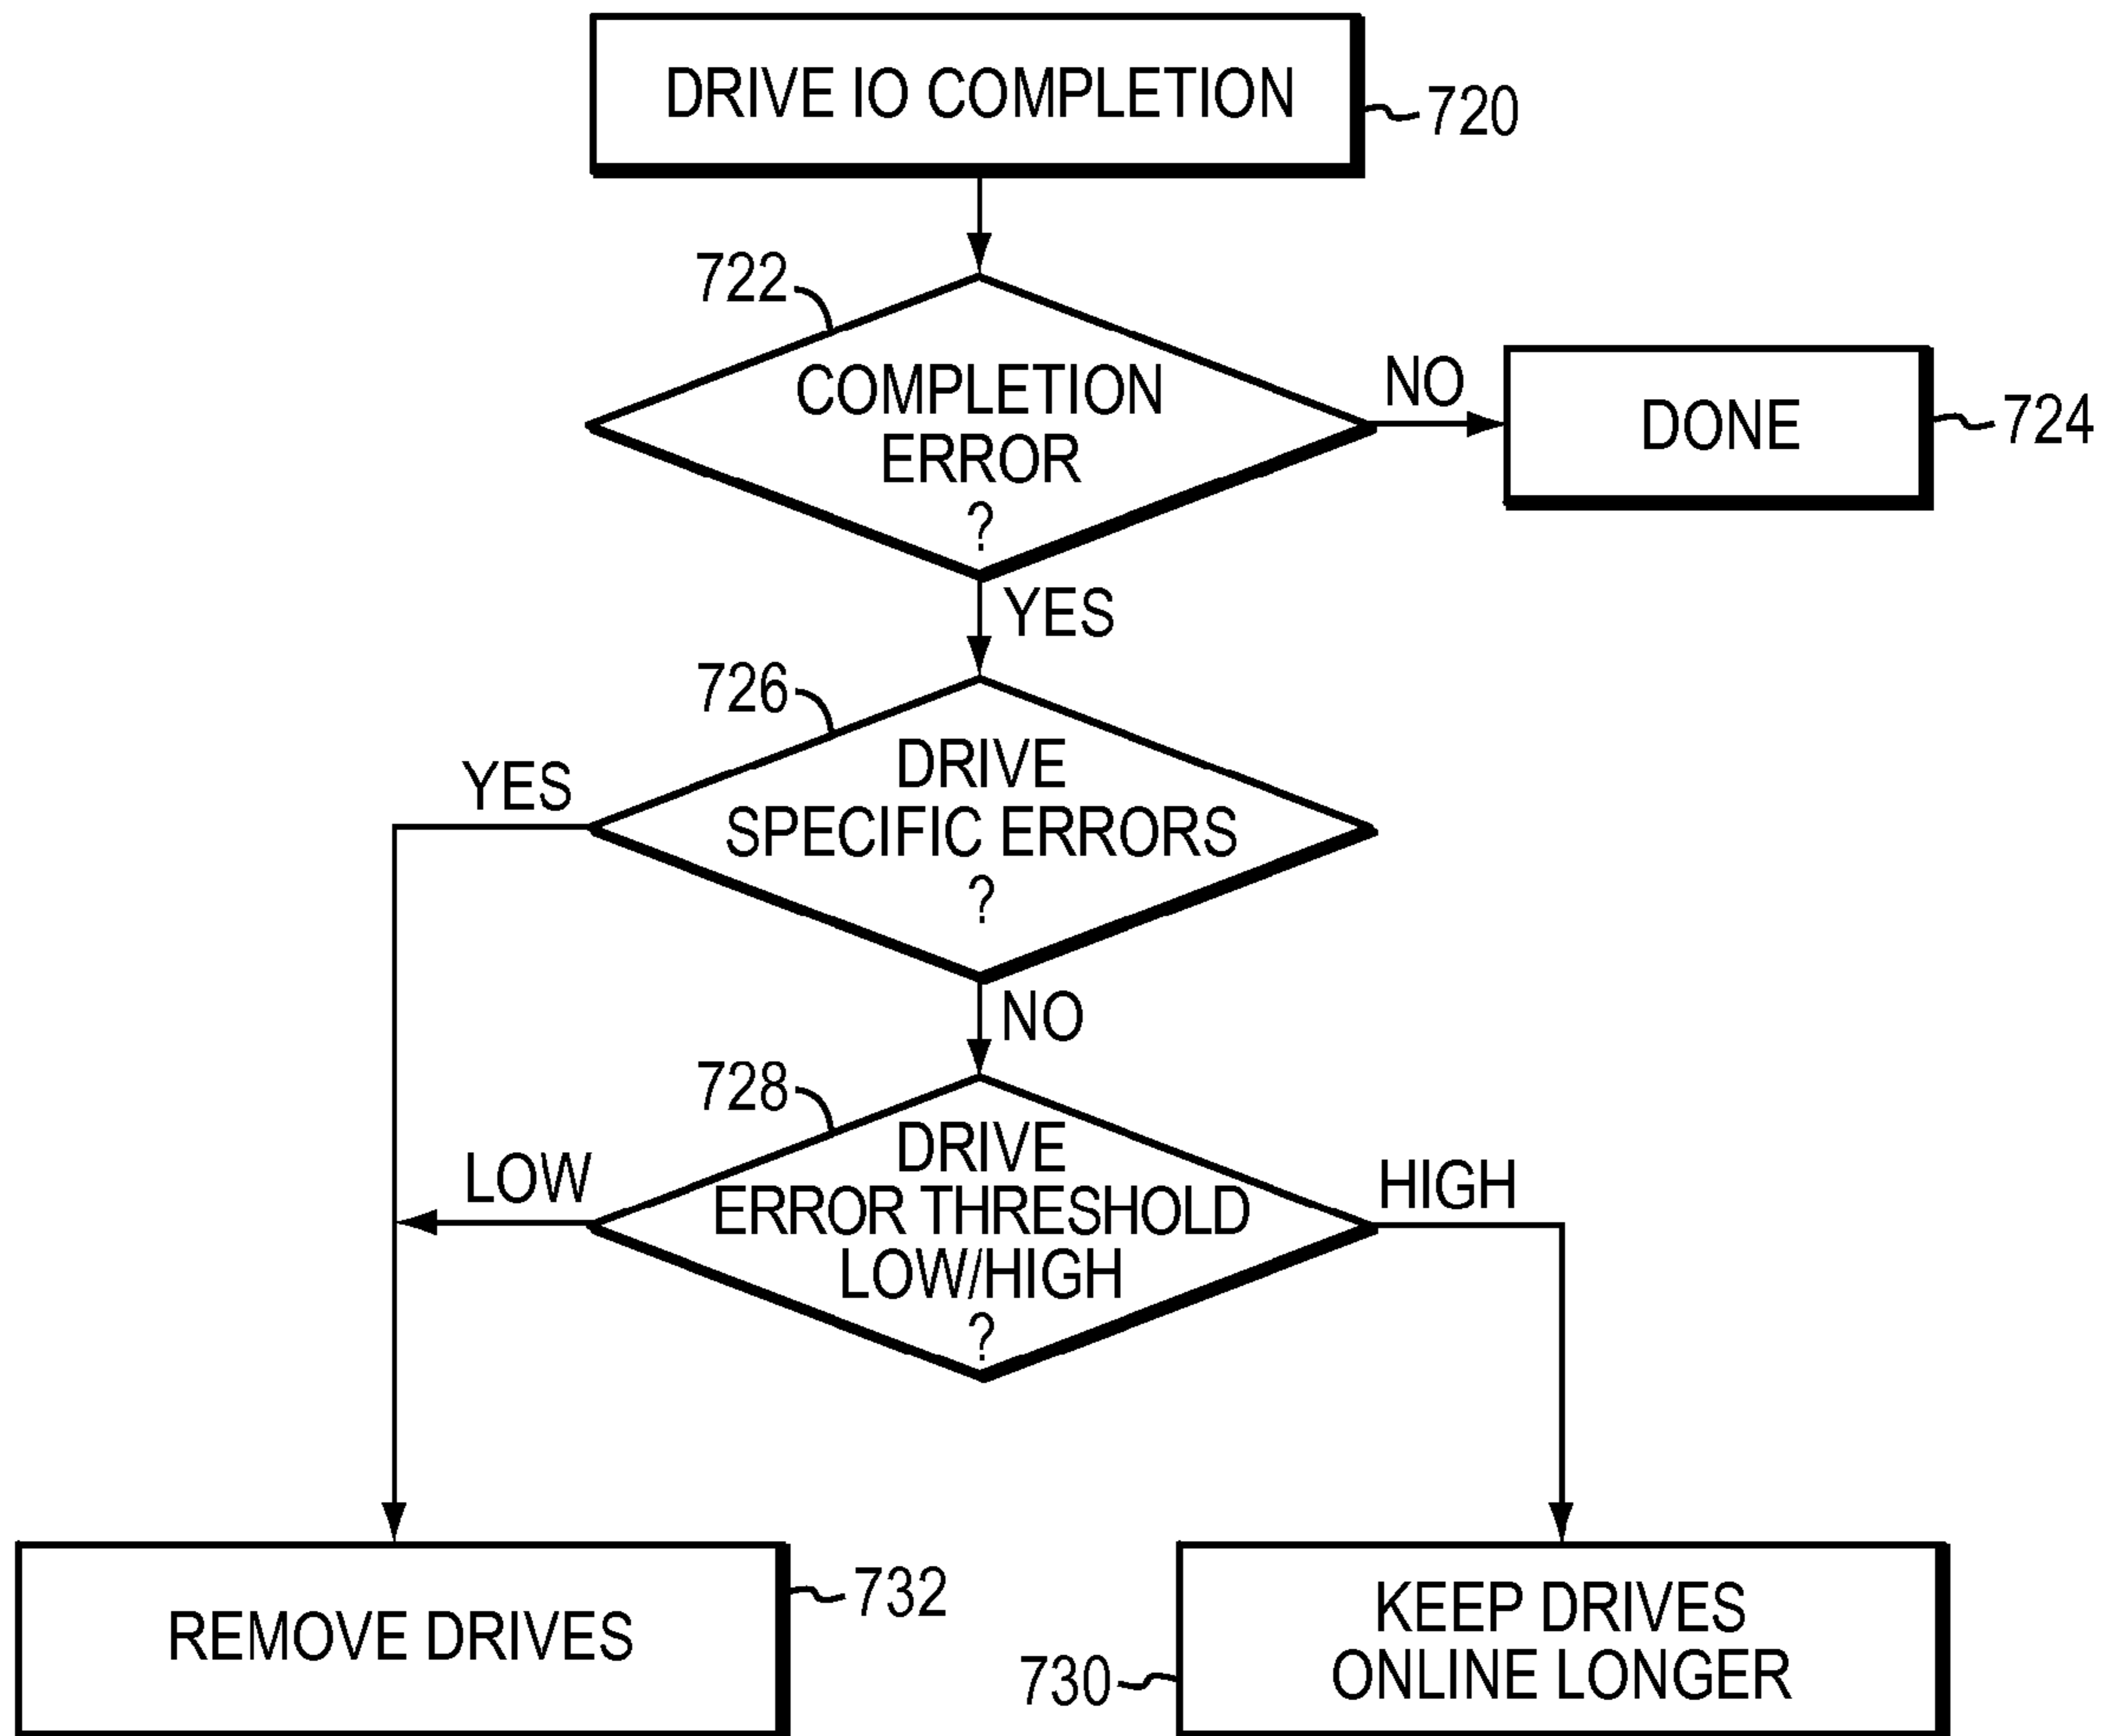 DRIVE IO COMPLETION
720
722
COMPLETION
ERROR
?
NO
DONE
724
YES
726
DRIVE
SPECIFIC ERRORS
?
YES
NO
728
DRIVE
ERROR THRESHOLD
LOW/HIGH
?
LOW
HIGH
REMOVE DRIVES
732
KEEP DRIVES
ONLINE LONGER
730